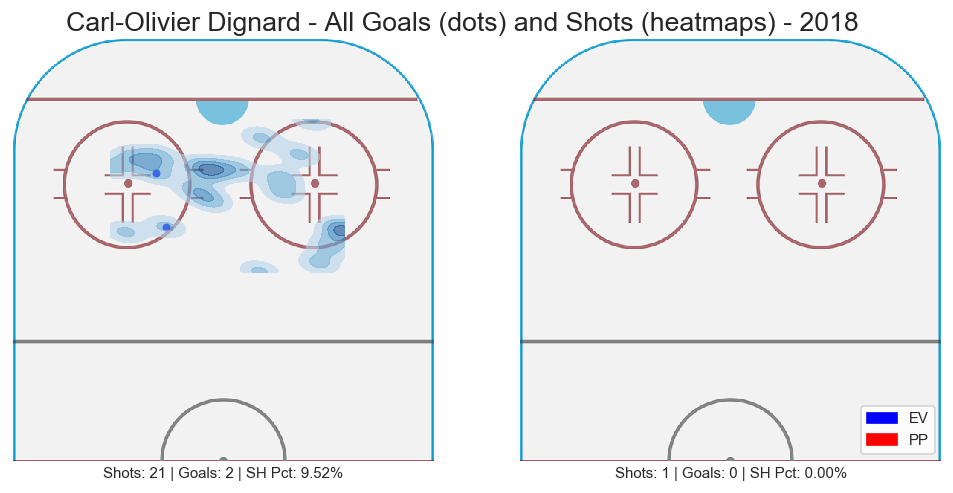 Carl-Olivier Dignard - All Goals (dots) and Shots (heatmaps) - 2018
EV
PP
Shots: 21 | Goals: 2 | SH Pct: 9.52%
Shots: 1 | Goals: 0 | SH Pct: 0.00%